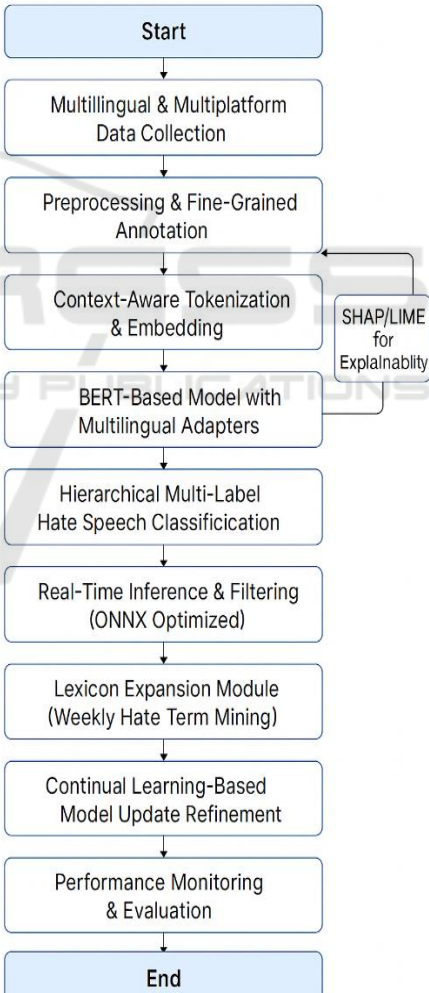 Start
Multillingual & Multiplatform
Data Collection
Preprocessing & Fine-Grained
Annotation
Context-Aware Tokenization
& Embedding
SHAP/LIME
for
Explalnablity
BERT-Based Model with
Multilingual Adapters
Hierarchical Multi-Label
Hate Speech Classificication
Real-Time Inference & Filtering
(ONNX Optimized)
Lexicon Expansion Module
(Weekly Hate Term Mining)
Continual Learning-Based
Model Update Refinement
Performance Monitoring
& Evaluation
End
PUBLICATIONS